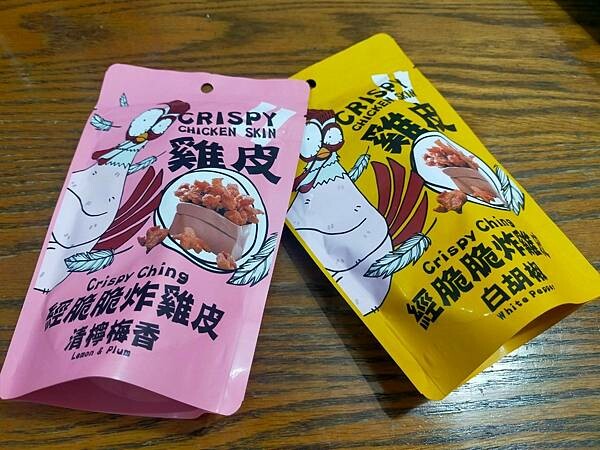 CRISPY
CHICKEN SKIN
雞皮
Crispy Ching
經脆脆炸雞皮
清檸梅香
Lemon & Plum
CRISPY
CHICKEN SKIN
雞皮
Crispy Ching
經脆脆炸雞皮
白胡椒
White Pepper